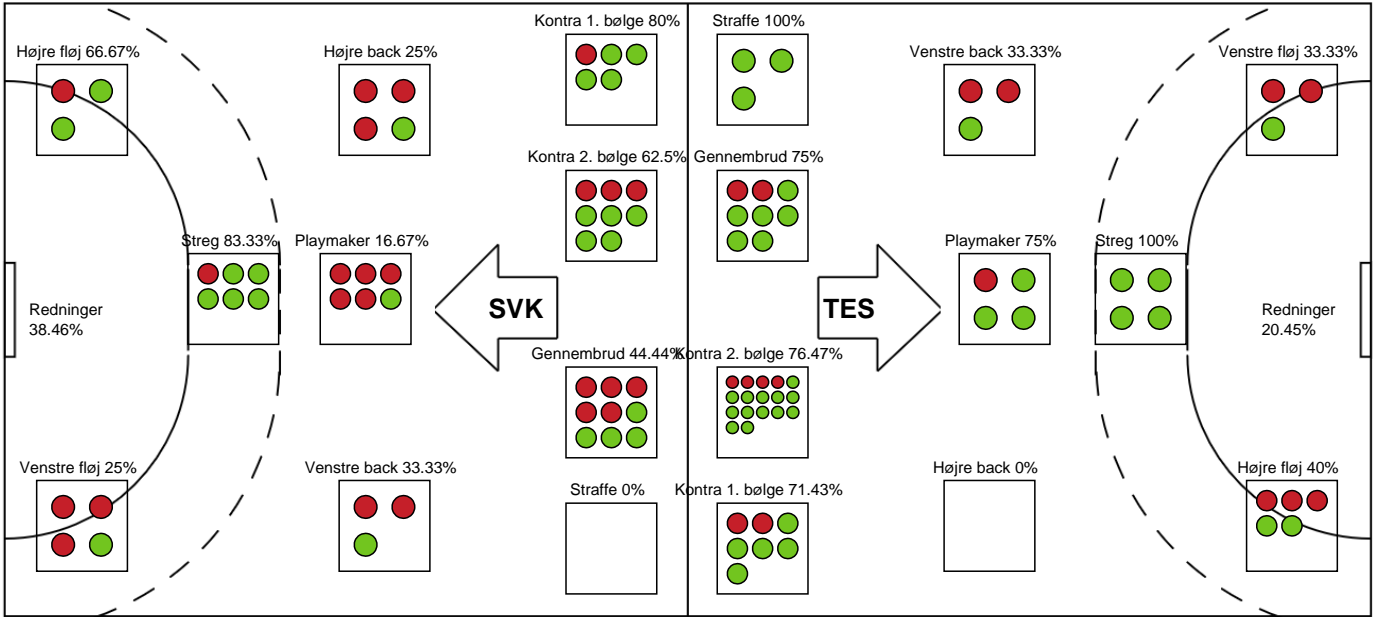 Kontra 1. bølge 80%
Straffe 100%
Højre fløj 66.67%
Højre back 25%
Venstre back 33.33%
Venstre fløj 33.33%
Kontra 2. bølge 62.5%
Gennembrud 75%
Streg 83.33%
Playmaker 16.67%
Playmaker 75%
Streg 100%
Redninger
38.46%
SVK
TES
Redninger
20.45%
Gennembrud 44.44%
Kontra 2. bølge 76.47%
Venstre fløj 25%
Venstre back 33.33%
Straffe 0%
Kontra 1. bølge 71.43%
Højre back 0%
Højre fløj 40%